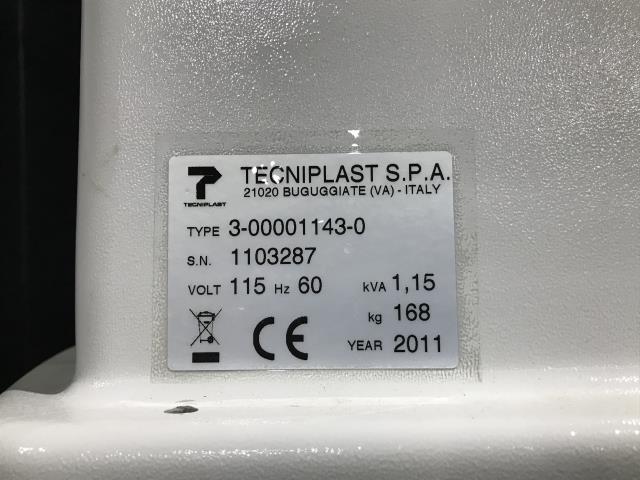 TECNIPLAST S.P.A.
21020 BUGUGGIATE (VA) - ITALY
TECNIPLAST
TYPE 3-00001143-0
S.N. 1103287
VOLT 115 Hz 60 kVA 1,15
kg 168
CE YEAR 2011